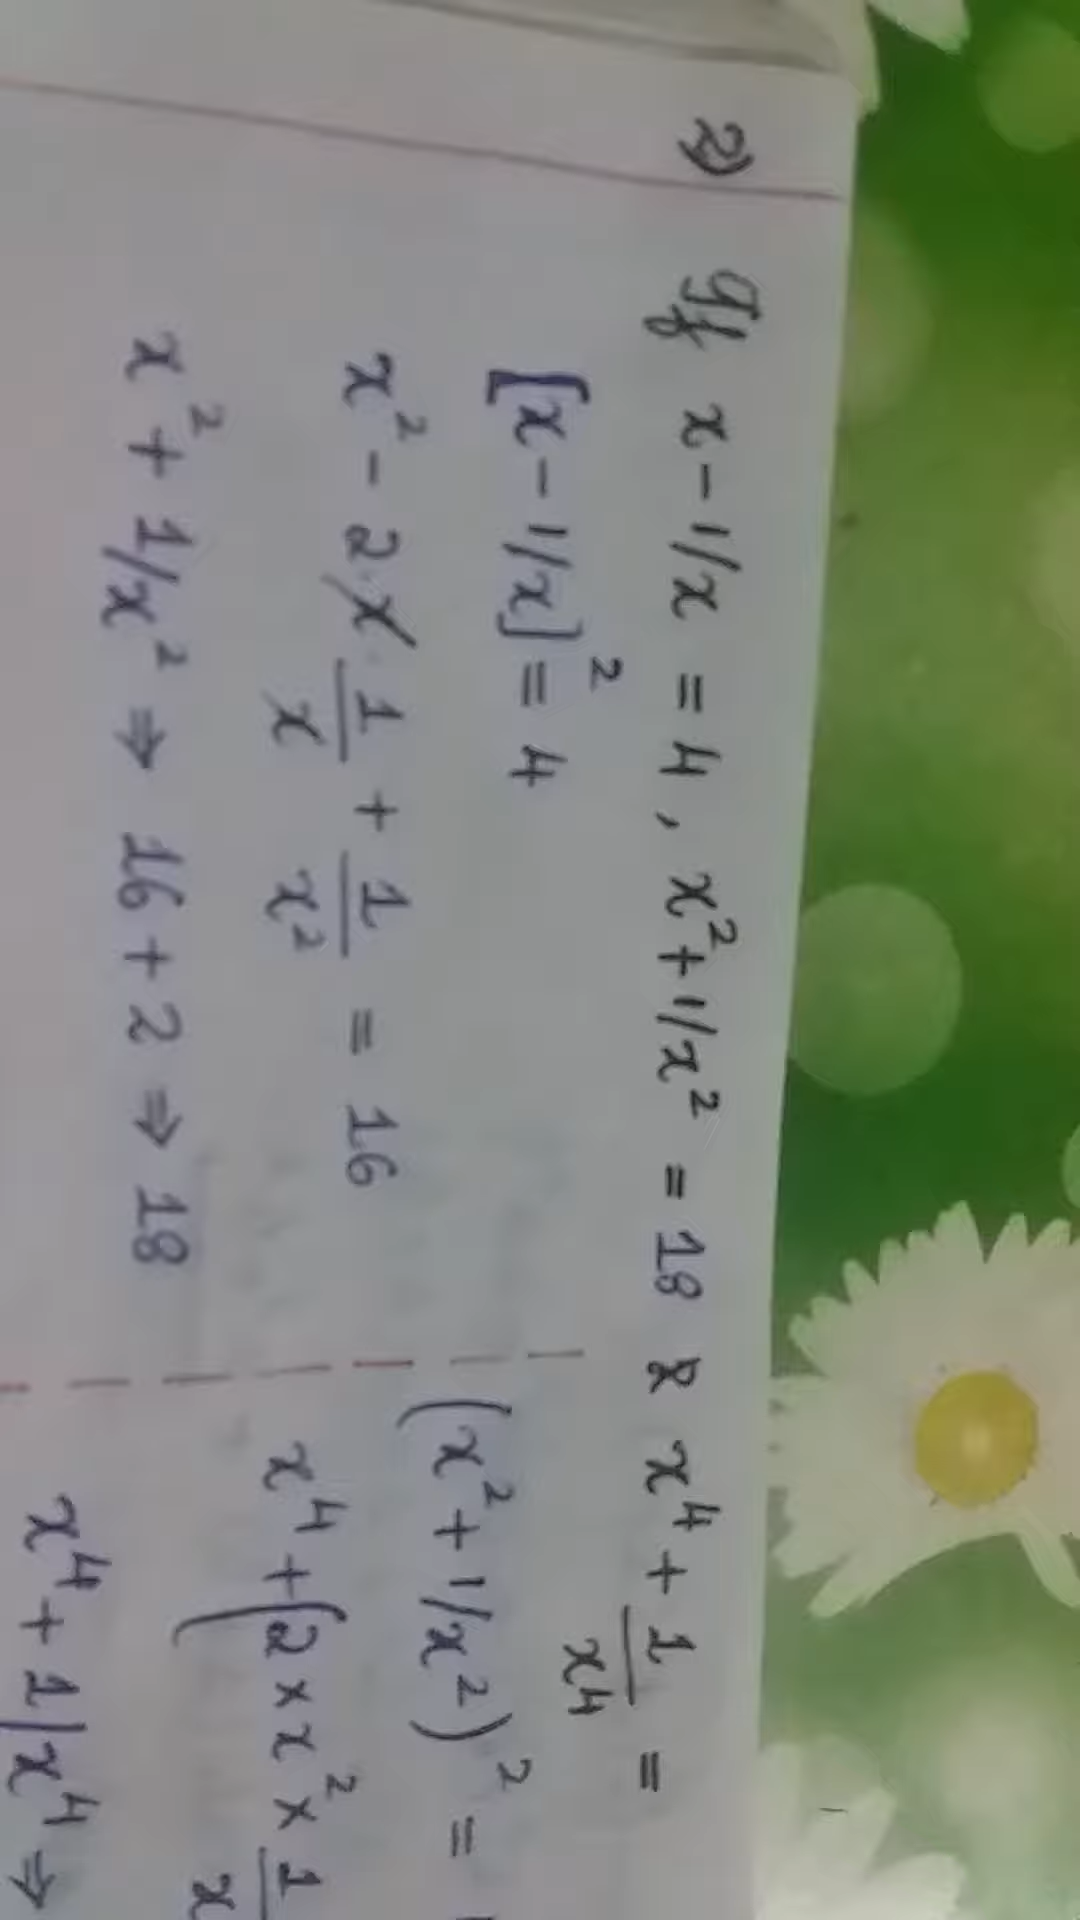 2) If x - 1/x = 4, x² + 1/x² = 18 & x⁴ + 1/x⁴ =
[x - 1/x]² = 4
x² - 2x · 1/x + 1/x² = 16
x² + 1/x² ⇒ 16 + 2 ⇒ 18
(x² + 1/x²)² =
x⁴ + (2 × x² × 1/x
x⁴ + 1/x⁴ ⇒